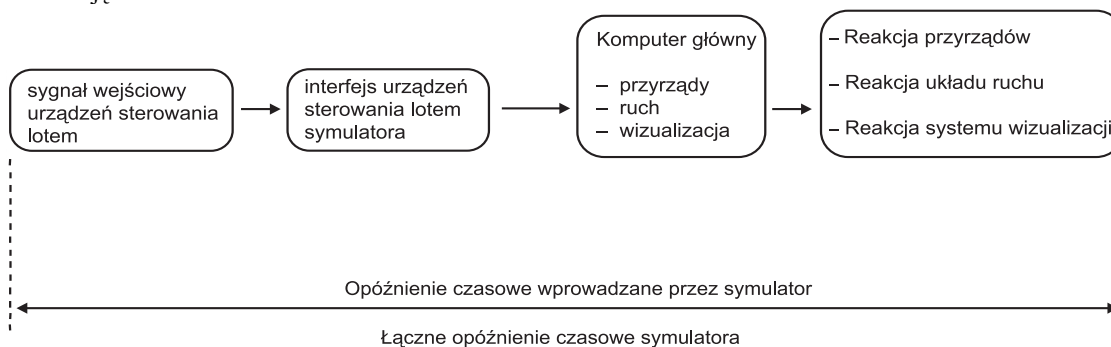 sygnał wejściowy
urządzeń sterowania
lotem
interfejs urządzeń
sterowania lotem
symulatora
Komputer główny
– przyrządy
– ruch
– wizualizacja
– Reakcja przyrządów
– Reakcja układu ruchu
– Reakcja systemu wizualizacji
Opóźnienie czasowe wprowadzane przez symulator
Łączne opóźnienie czasowe symulatora